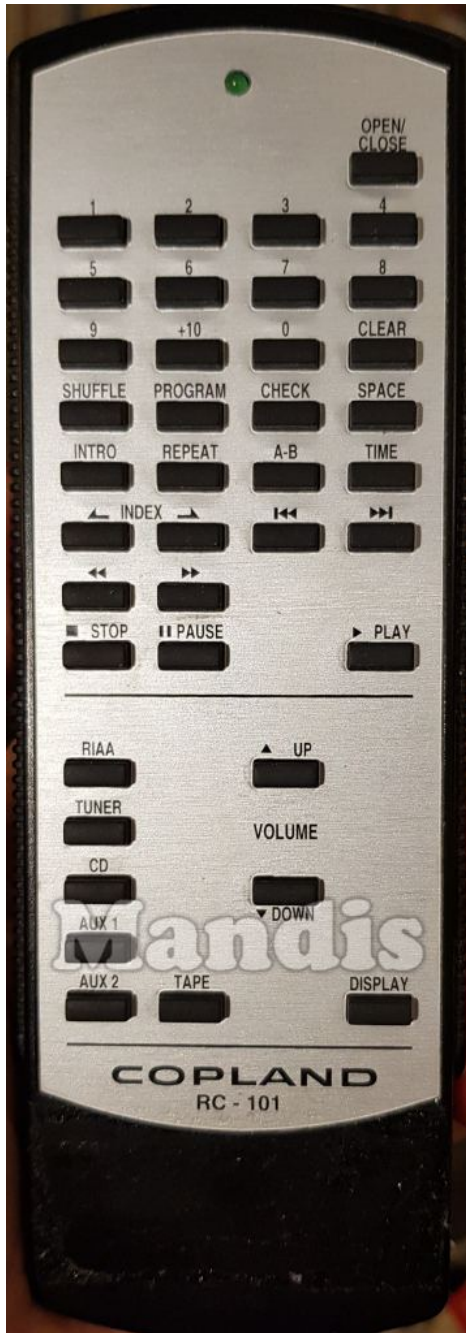 OPEN/
CLOSE
1 2 3 4
5 6 7 8
9 +10 0 CLEAR
SHUFFLE PROGRAM CHECK SPACE
INTRO REPEAT A-B TIME
INDEX
STOP PAUSE PLAY
RIAA UP
TUNER
VOLUME
CD
DOWN
AUX 1
Mandis
AUX 2 TAPE DISPLAY
COPLAND
RC - 101